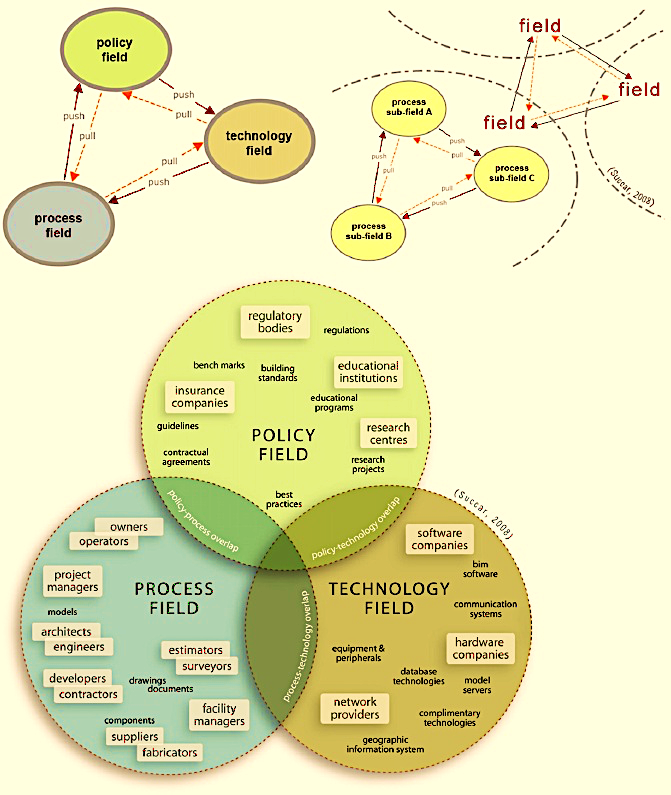 policy
field
push
push
pull
pull
technology
field
pull
push
process
field
field
field
field
process
sub-field A
push
push
pull
pull
process
sub-field C
pull
push
process
sub-field B
(Succar, 2008)
regulatory
bodies
regulations
bench marks
building
standards
educational
institutions
insurance
companies
educational
programs
guidelines
POLICY
FIELD
research
centres
contractual
agreements
research
projects
best
practices
policy-process overlap
policy-technology overlap
(Succar, 2008)
owners
operators
project
managers
PROCESS
FIELD
models
architects
engineers
estimators
surveyors
developers
contractors
drawings
documents
facility
managers
components
suppliers
fabricators
process-technology overlap
software
companies
bim
software
TECHNOLOGY
FIELD
communication
systems
equipment &
peripherals
hardware
companies
database
technologies
model
servers
network
providers
complimentary
technologies
geographic
information system